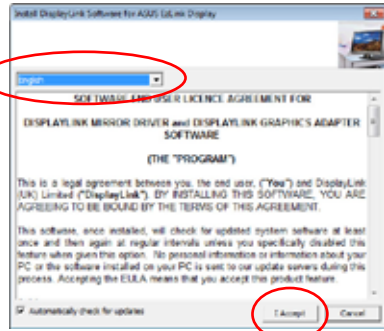 Install DisplayLink Software for ASUS EzLink Display
English
SOFTWARE END USER LICENCE AGREEMENT FOR
DISPLAYLINK MIRROR DRIVER and DISPLAYLINK GRAPHICS ADAPTER
SOFTWARE
(THE "PROGRAM")
This is a legal agreement between you, the end user, ("You") and DisplayLink
(UK) Limited ("DisplayLink"). BY INSTALLING THIS SOFTWARE, YOU ARE
AGREEING TO BE BOUND BY THE TERMS OF THIS AGREEMENT.
This software, once installed, will check for updated system software at least
once and then again at regular intervals unless you specifically disabled this
feature when given this option. No personal information or information about your
PC or the software installed on your PC is sent to our update servers during this
process. Accepting the EULA means that you accept this product feature.
Automatically check for updates
I Accept
Cancel